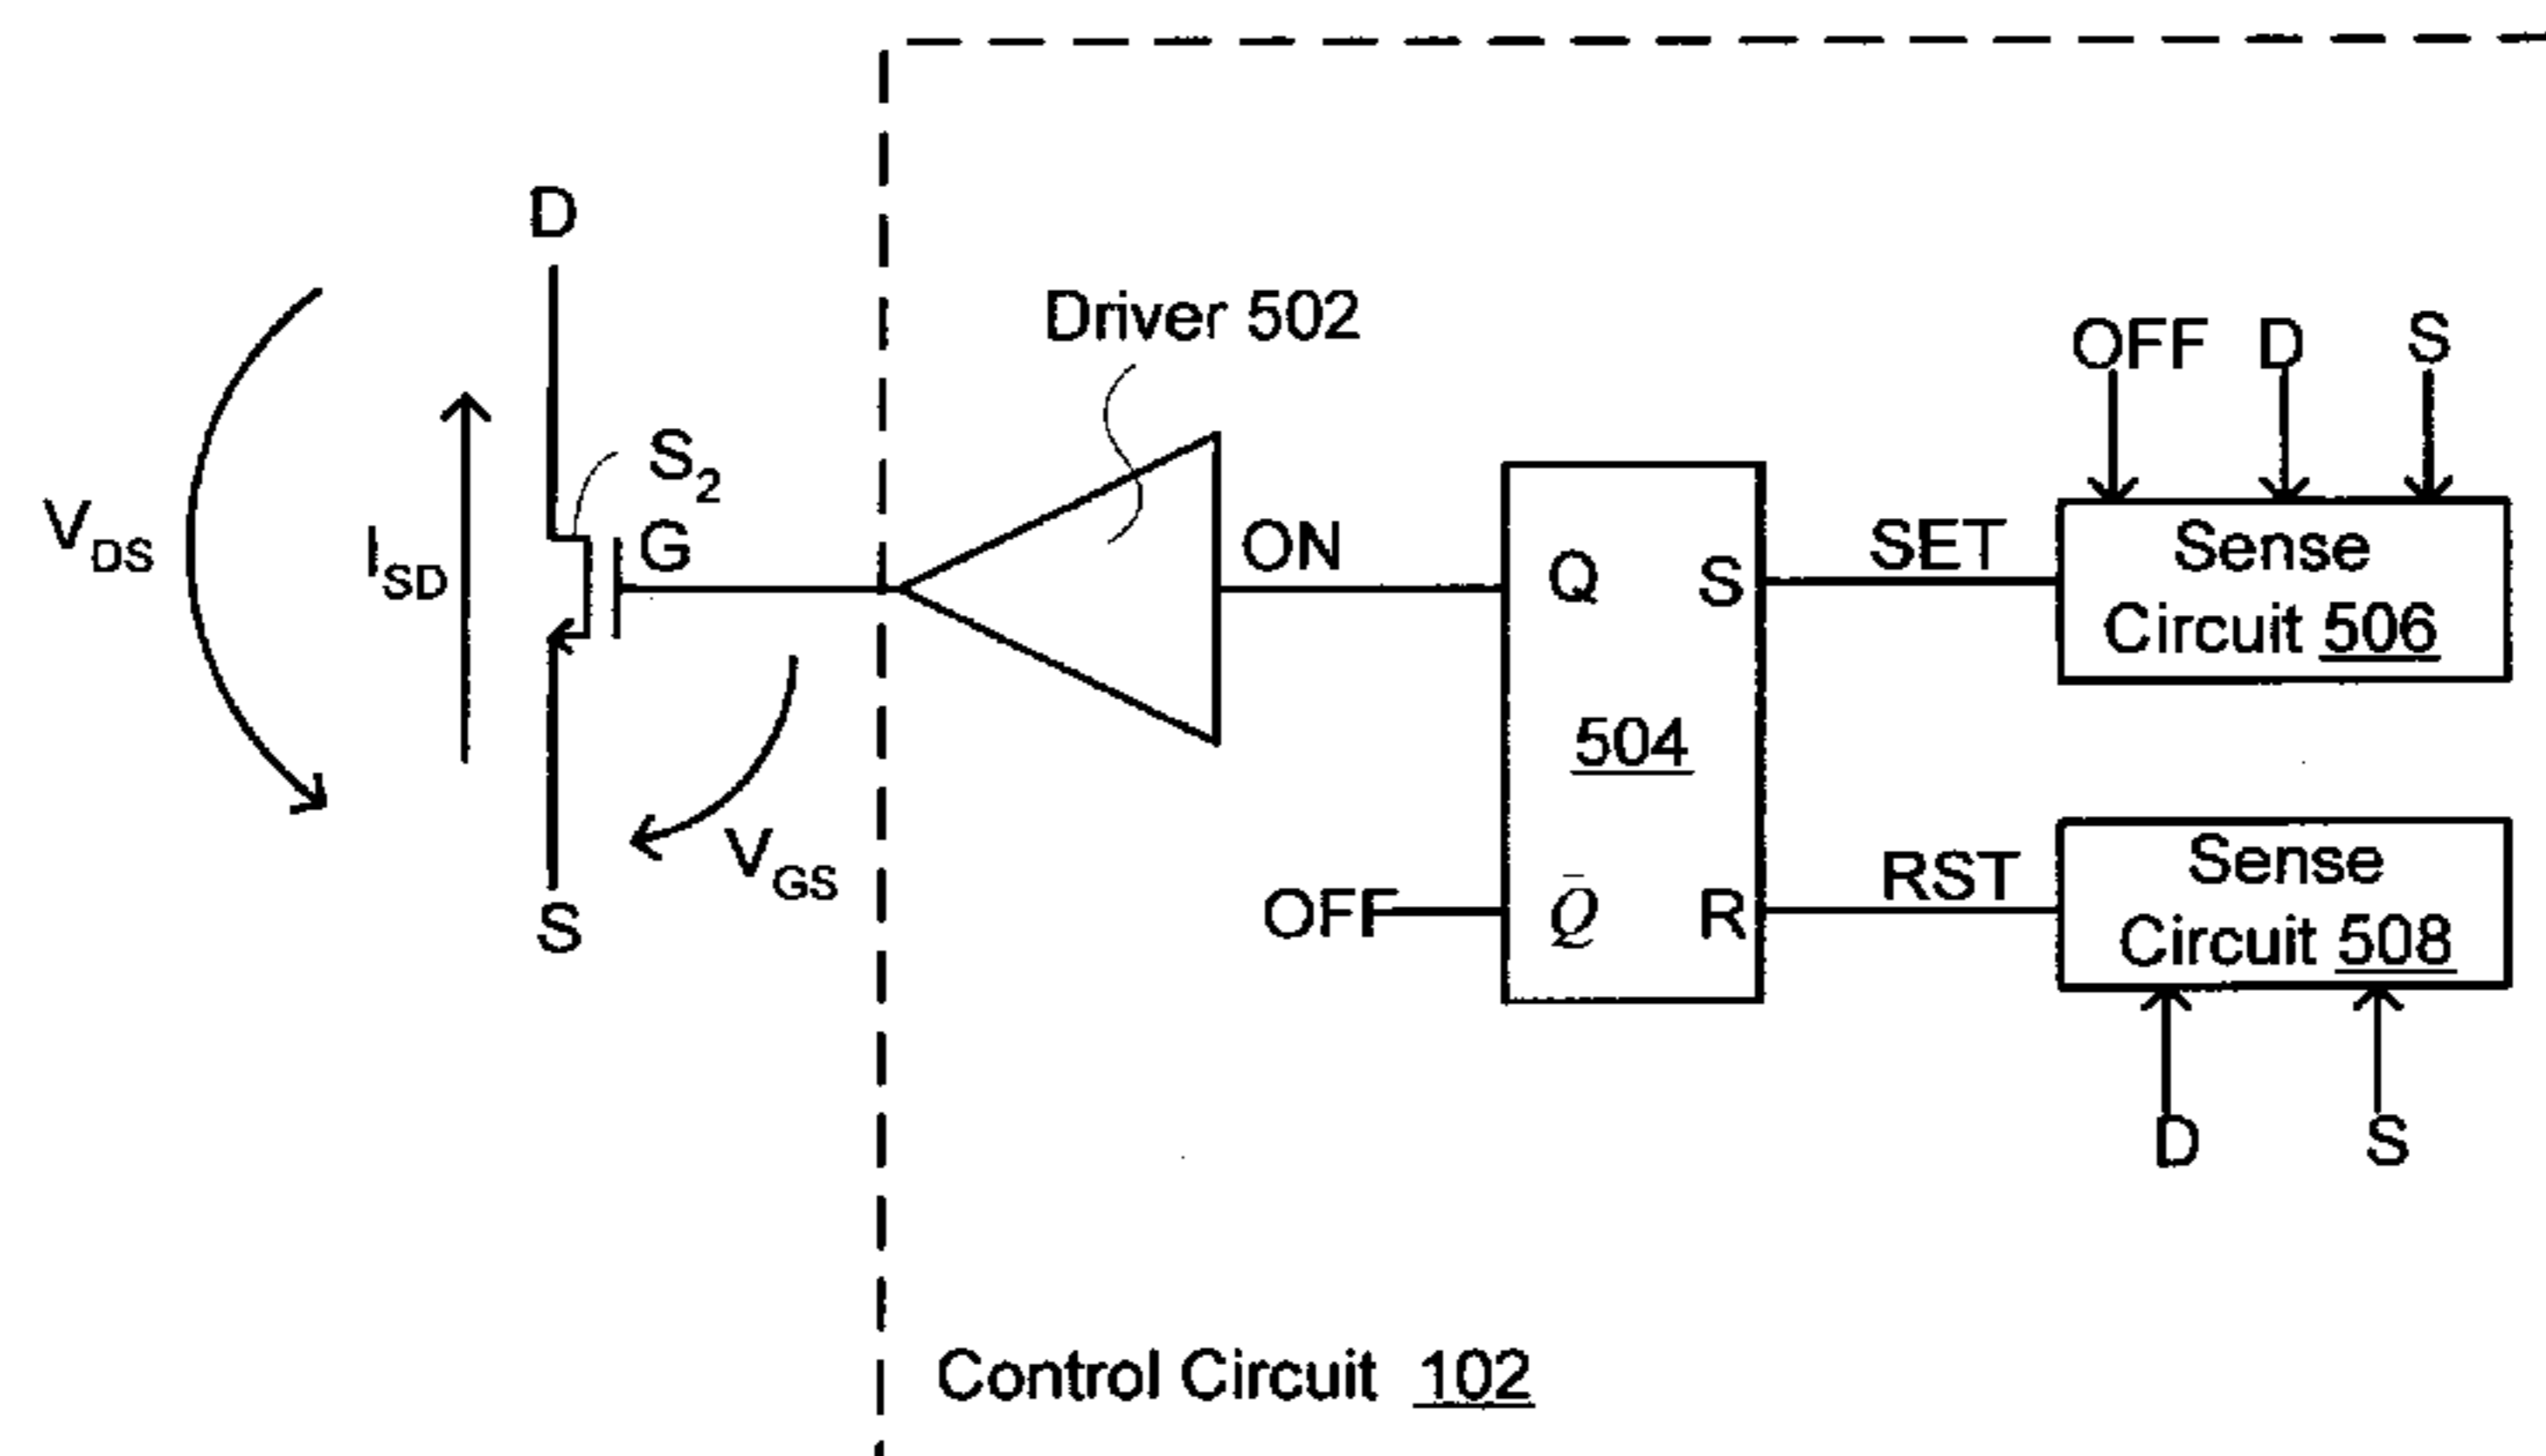 D
Driver 502
OFF D S
S2
VDS
ISD
G
ON
Q
S
SET
Sense
Circuit 506
504
VGS
S
OFF
Q̄
R
RST
Sense
Circuit 508
D S
Control Circuit 102